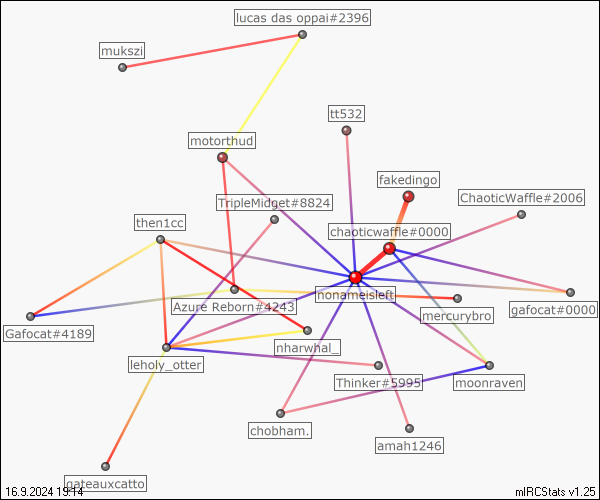 lucas das oppai#2396
mukszi
tt532
motorthud
fakedingo
TripleMidget#8824
ChaoticWaffle#2006
then1cc
chaoticwaffle#0000
nonameisleft
Azure Reborn#4243
gafocat#0000
mercurybro
Gafocat#4189
nharwhal_
leholy_otter
Thinker#5995
moonraven
chobham.
amah1246
gateauxcatto
16.9.2024 19:14
mIRCStats v1.25